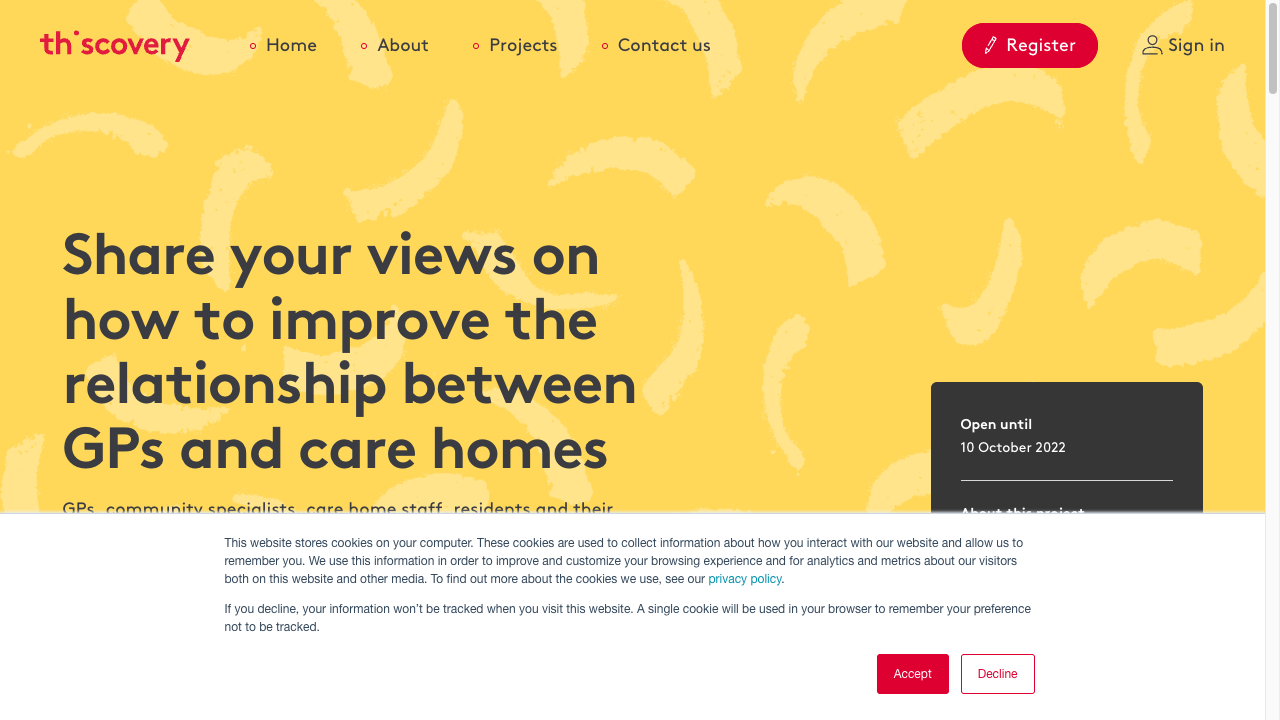 th scovery
Home
About
Projects
Contact us
Register
Sign in
Share your views on
how to improve the
relationship between
GPs and care homes
GPs, community specialists, care home staff, residents and their
Open until
10 October 2022
About this project
This website stores cookies on your computer. These cookies are used to collect information about how you interact with our website and allow us to
remember you. We use this information in order to improve and customize your browsing experience and for analytics and metrics about our visitors
both on this website and other media. To find out more about the cookies we use, see our privacy policy.
If you decline, your information won't be tracked when you visit this website. A single cookie will be used in your browser to remember your preference
not to be tracked.
Accept
Decline